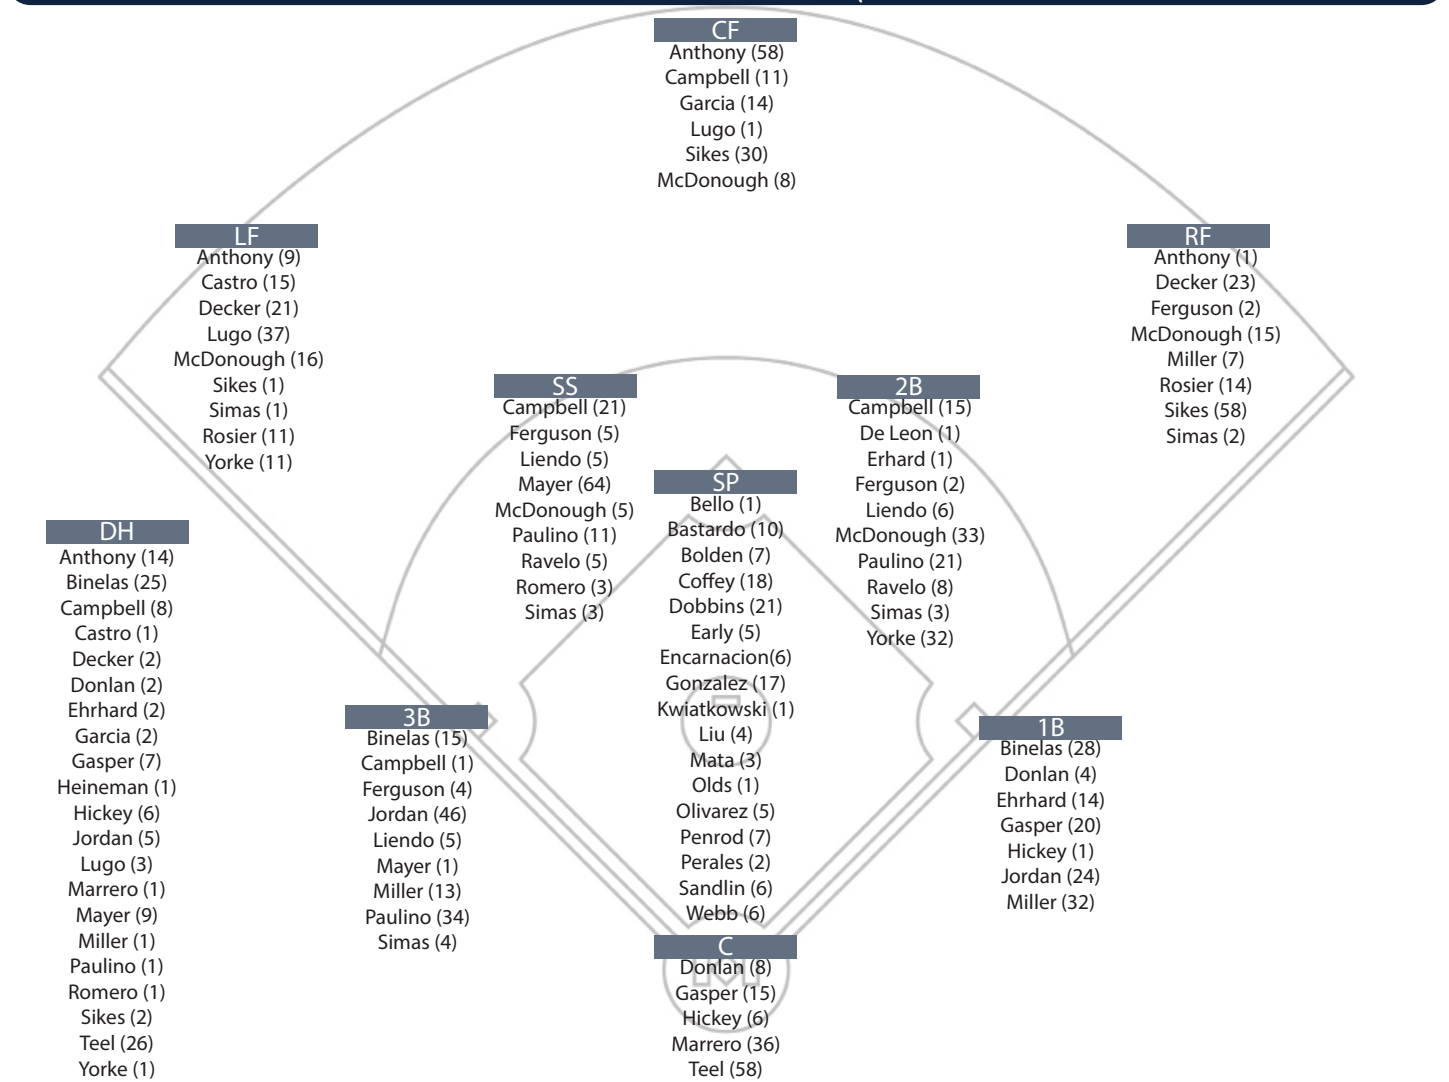 CF
Anthony (58)
Campbell (11)
Garcia (14)
Lugo (1)
Sikes (30)
McDonough (8)
LF
Anthony (9)
Castro (15)
Decker (21)
Lugo (37)
McDonough (16)
Sikes (1)
Simas (1)
Rosier (11)
Yorke (11)
RF
Anthony (1)
Decker (23)
Ferguson (2)
McDonough (15)
Miller (7)
Rosier (14)
Sikes (58)
Simas (2)
SS
Campbell (21)
Ferguson (5)
Liendo (5)
Mayer (64)
McDonough (5)
Paulino (11)
Ravelo (5)
Romero (3)
Simas (3)
2B
Campbell (15)
De Leon (1)
Erhard (1)
Ferguson (2)
Liendo (6)
McDonough (33)
Paulino (21)
Ravelo (8)
Simas (3)
Yorke (32)
SP
Bello (1)
Bastardo (10)
Bolden (7)
Coffey (18)
Dobbins (21)
Early (5)
Encarnacion(6)
Gonzalez (17)
Kwiatkowski (1)
Liu (4)
Mata (3)
Olds (1)
Olivarez (5)
Penrod (7)
Perales (2)
Sandlin (6)
Webb (6)
DH
Anthony (14)
Binelas (25)
Campbell (8)
Castro (1)
Decker (2)
Donlan (2)
Ehrhard (2)
Garcia (2)
Gasper (7)
Heineman (1)
Hickey (6)
Jordan (5)
Lugo (3)
Marrero (1)
Mayer (9)
Miller (1)
Paulino (1)
Romero (1)
Sikes (2)
Teel (26)
Yorke (1)
3B
Binelas (15)
Campbell (1)
Ferguson (4)
Jordan (46)
Liendo (5)
Mayer (1)
Miller (13)
Paulino (34)
Simas (4)
1B
Binelas (28)
Donlan (4)
Ehrhard (14)
Gasper (20)
Hickey (1)
Jordan (24)
Miller (32)
C
Donlan (8)
Gasper (15)
Hickey (6)
Marrero (36)
Teel (58)